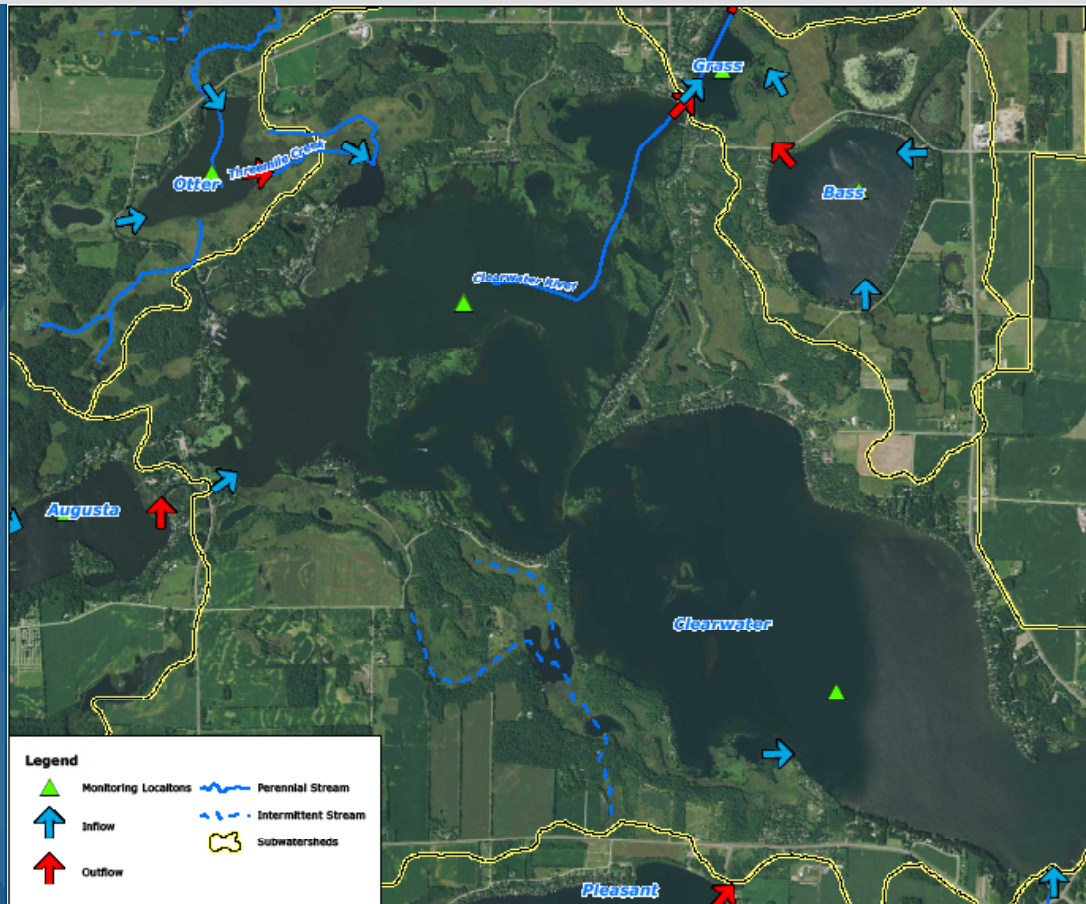 Grass
Threemile Creek
Otter
Bass
Clearwater River
Augusta
Clearwater
Legend
Monitoring Locaitons
Perennial Stream
Inflow
Intermittent Stream
Subwatersheds
Outflow
Pleasant